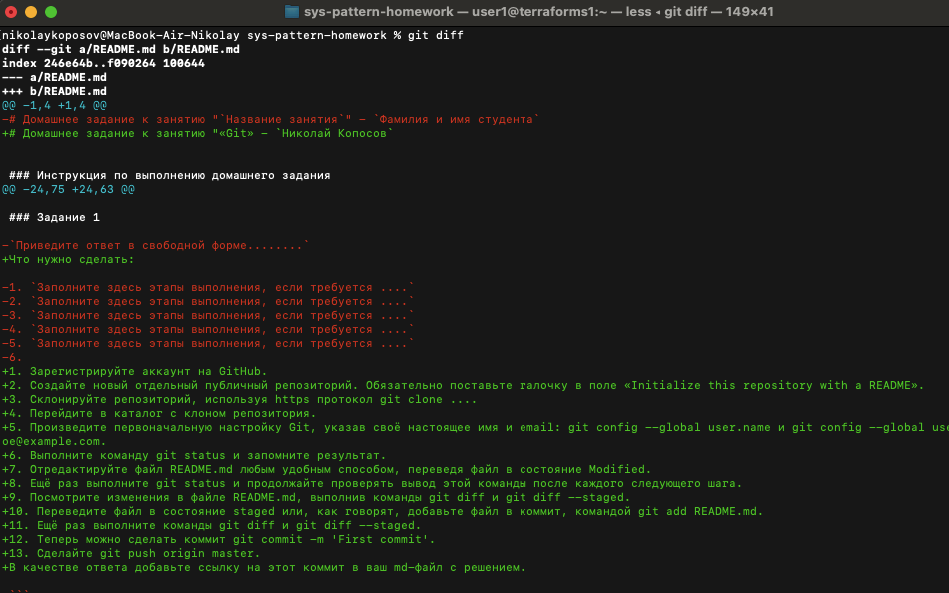 sys-pattern-homework — user1@terraforms1:~ — less ◂ git diff — 149×41
[nikolaykoposov@MacBook-Air-Nikolay sys-pattern-homework % git diff
diff --git a/README.md b/README.md
index 246e64b..f090264 100644
--- a/README.md
+++ b/README.md
@@ -1,4 +1,4 @@
-# Домашнее задание к занятию "`Название занятия`" - `Фамилия и имя студента`
+# Домашнее задание к занятию "«Git» - `Николай Копосов`
### Инструкция по выполнению домашнего задания
@@ -24,75 +24,63 @@
### Задание 1
-`Приведите ответ в свободной форме........`
+Что нужно сделать:
-1. `Заполните здесь этапы выполнения, если требуется ....`
-2. `Заполните здесь этапы выполнения, если требуется ....`
-3. `Заполните здесь этапы выполнения, если требуется ....`
-4. `Заполните здесь этапы выполнения, если требуется ....`
-5. `Заполните здесь этапы выполнения, если требуется ....`
-6.
+1. Зарегистрируйте аккаунт на GitHub.
+2. Создайте новый отдельный публичный репозиторий. Обязательно поставьте галочку в поле «Initialize this repository with a README».
+3. Склонируйте репозиторий, используя https протокол git clone ....
+4. Перейдите в каталог с клоном репозитория.
+5. Произведите первоначальную настройку Git, указав своё настоящее имя и email: git config --global user.name и git config --global use
oe@example.com.
+6. Выполните команду git status и запомните результат.
+7. Отредактируйте файл README.md любым удобным способом, переведя файл в состояние Modified.
+8. Ещё раз выполните git status и продолжайте проверять вывод этой команды после каждого следующего шага.
+9. Посмотрите изменения в файле README.md, выполнив команды git diff и git diff --staged.
+10. Переведите файл в состояние staged или, как говорят, добавьте файл в коммит, командой git add README.md.
+11. Ещё раз выполните команды git diff и git diff --staged.
+12. Теперь можно сделать коммит git commit -m 'First commit'.
+13. Сделайте git push origin master.
+В качестве ответа добавьте ссылку на этот коммит в ваш md-файл с решением.